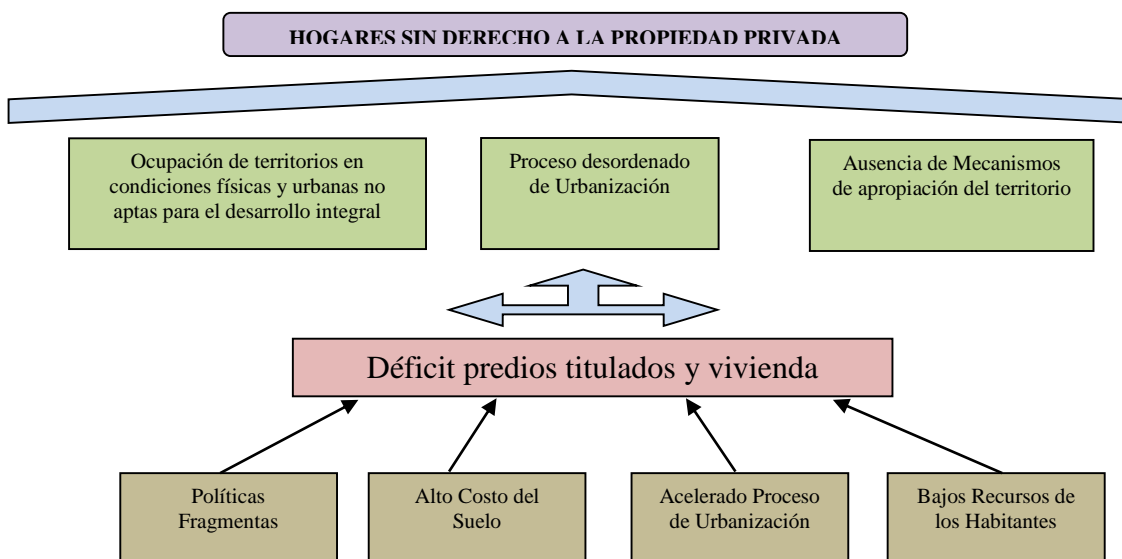 HOGARES SIN DERECHO A LA PROPIEDAD PRIVADA
Ocupación de territorios en
condiciones físicas y urbanas no
aptas para el desarrollo integral
Proceso desordenado
de Urbanización
Ausencia de Mecanismos
de apropiación del territorio
Déficit predios titulados y vivienda
Políticas
Fragmentas
Alto Costo del
Suelo
Acelerado Proceso
de Urbanización
Bajos Recursos de
los Habitantes